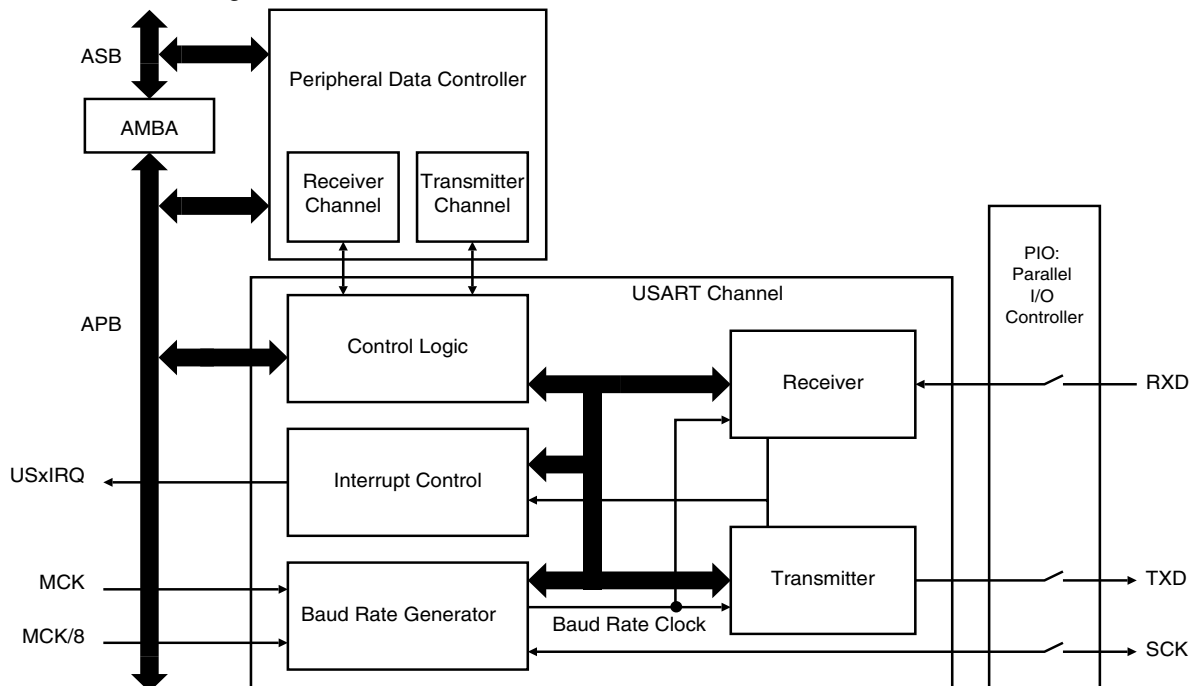 ASB
Peripheral Data Controller
AMBA
Receiver
Channel
Transmitter
Channel
PIO:
Parallel
I/O
Controller
USART Channel
APB
Control Logic
Receiver
RXD
USxIRQ
Interrupt Control
MCK
Baud Rate Generator
Transmitter
TXD
Baud Rate Clock
MCK/8
SCK